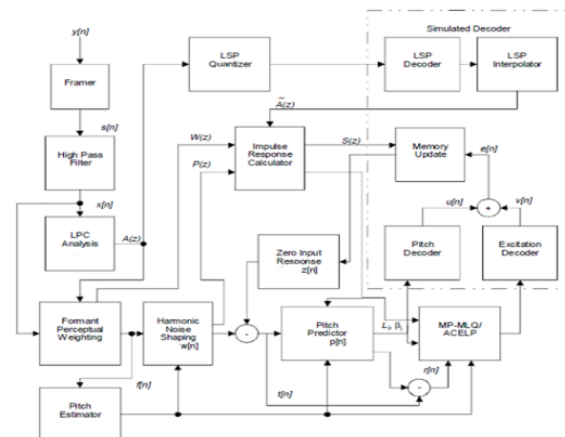 y[n]
Framer
s[n]
High Pass
Filter
x[n]
LPC
Analysis
A(z)
Formant
Perceptual
Weighting
Pitch
Estimator
f[n]
Harmonic
Noise
Shaping
w[n]
LSP
Quantizer
W(z)
P(z)
Impulse
Response
Calculator
Ã(z)
S(z)
Zero Input
Response
z[n]
-
Pitch
Predictor
p[n]
t[n]
Simulated Decoder
LSP
Decoder
LSP
Interpolator
Memory
Update
e[n]
+
u[n]
v[n]
Pitch
Decoder
Excitation
Decoder
MP-MLQ/
ACELP
-
r[n]